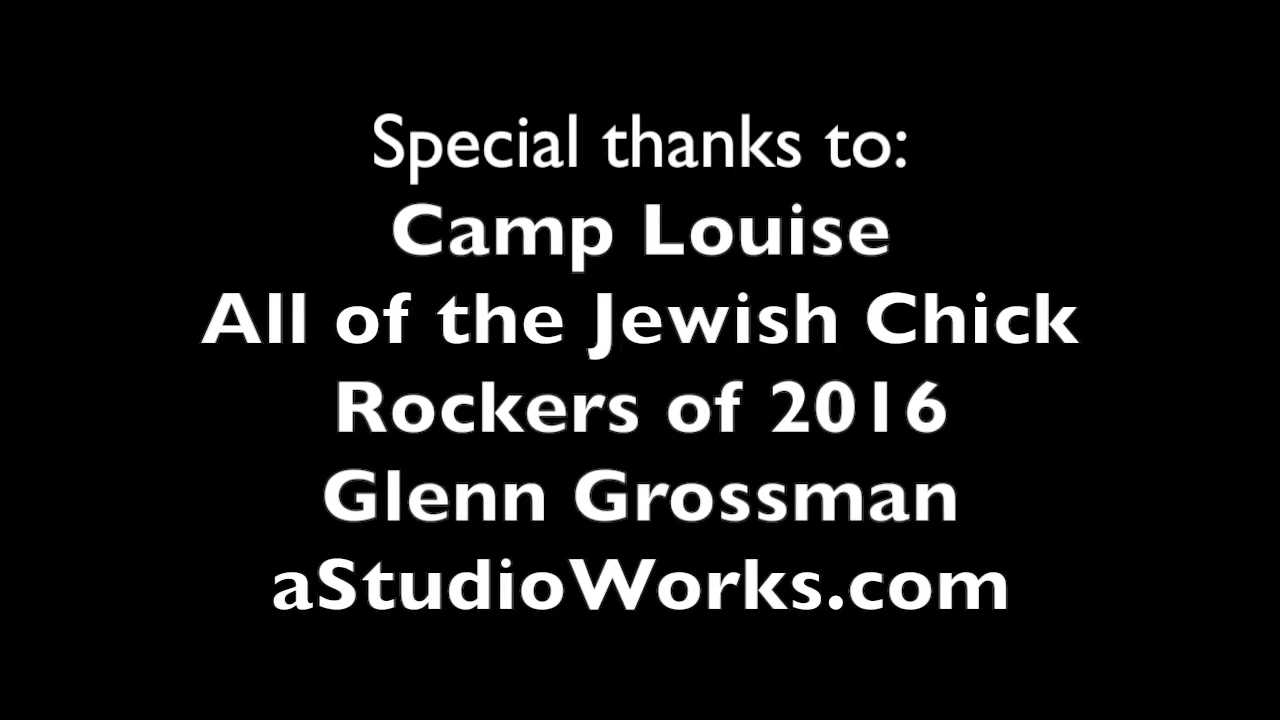 Special thanks to:
Camp Louise
All of the Jewish Chick
Rockers of 2016
Glenn Grossman
aStudioWorks.com